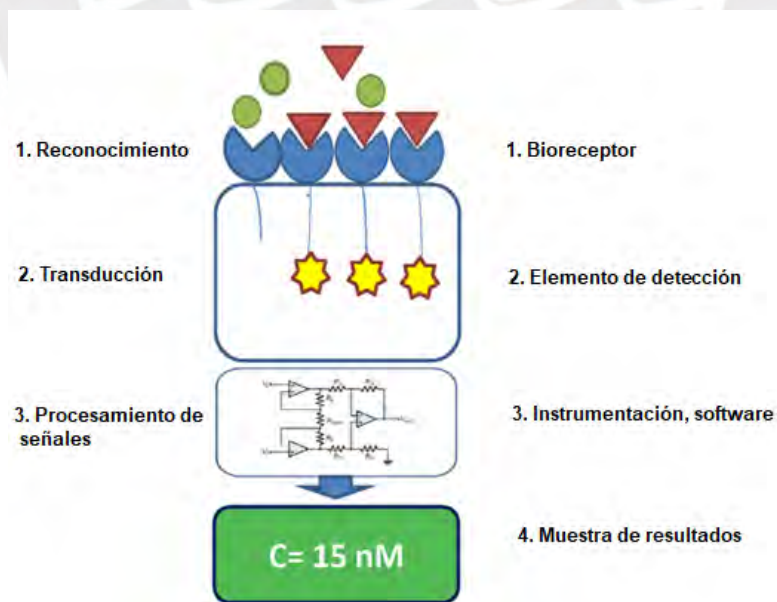 1. Reconocimiento
1. Bioreceptor
2. Transducción
2. Elemento de detección
3. Procesamiento de
señales
3. Instrumentación, software
C= 15 nM
4. Muestra de resultados